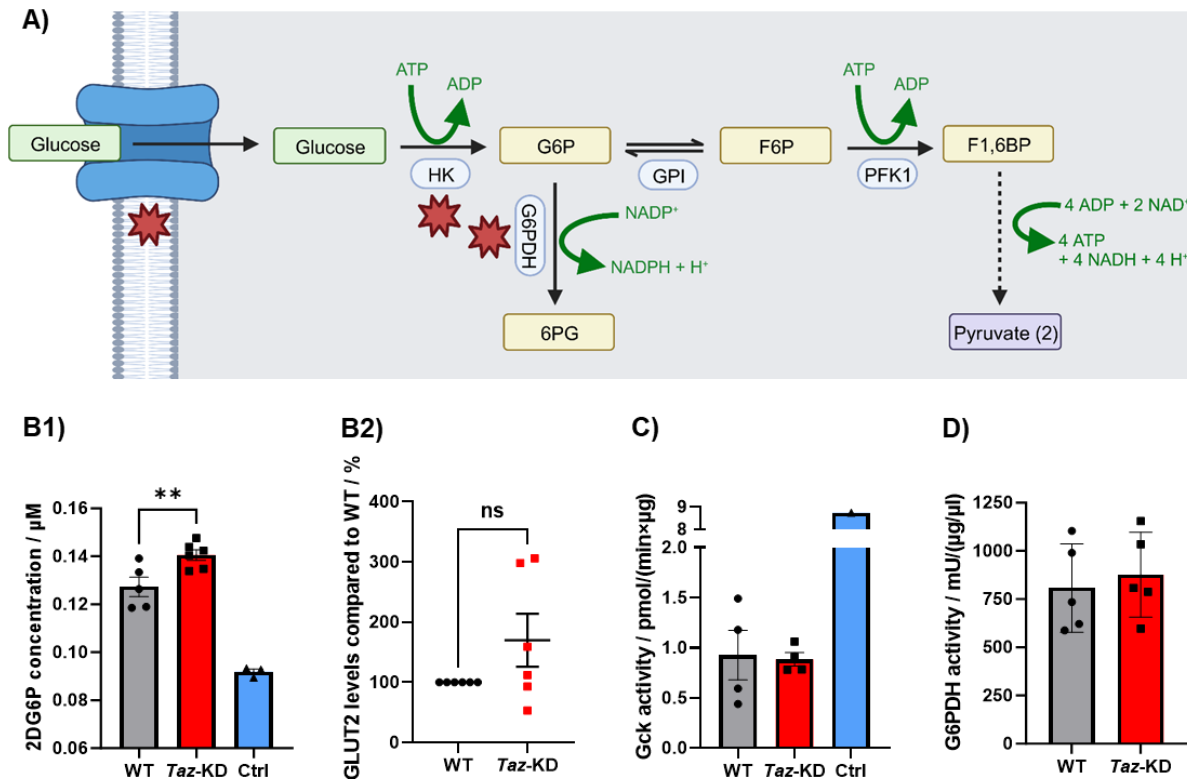 A)
ATP
ADP
ATP
ADP
Glucose
Glucose
G6P
F6P
F1,6BP
HK
GPI
PFK1
G6PDH
NADP⁺
NADPH + H⁺
4 ADP + 2 NAD⁺
4 ATP
+ 4 NADH + 4 H⁺
6PG
Pyruvate (2)
B1)
2DG6P concentration / µM
0.16
0.14
0.12
0.10
0.08
0.06
**
WT
Taz-KD
Ctrl
B2)
GLUT2 levels compared to WT / %
400
300
200
100
0
ns
WT
Taz-KD
C)
Gck activity / pmol/(min×µg)
9
8
2.0
1.5
1.0
0.5
0.0
WT
Taz-KD
Ctrl
D)
G6PDH activity / mU/(µg/µl)
1250
1000
750
500
250
0
WT
Taz-KD